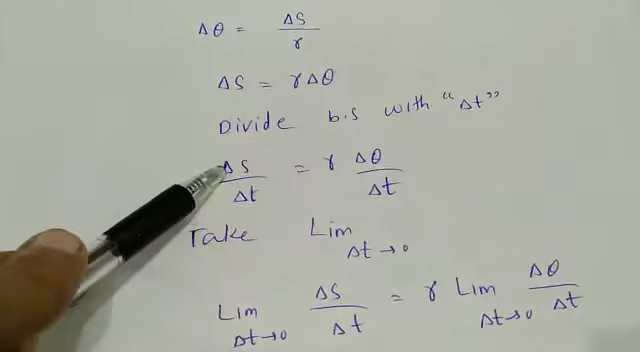 Δθ = ΔS/r
ΔS = rΔθ
Divide b.s with "Δt"
ΔS/Δt = r Δθ/Δt
Take Lim Δt→0
Lim Δt→0 ΔS/Δt = r Lim Δt→0 Δθ/Δt